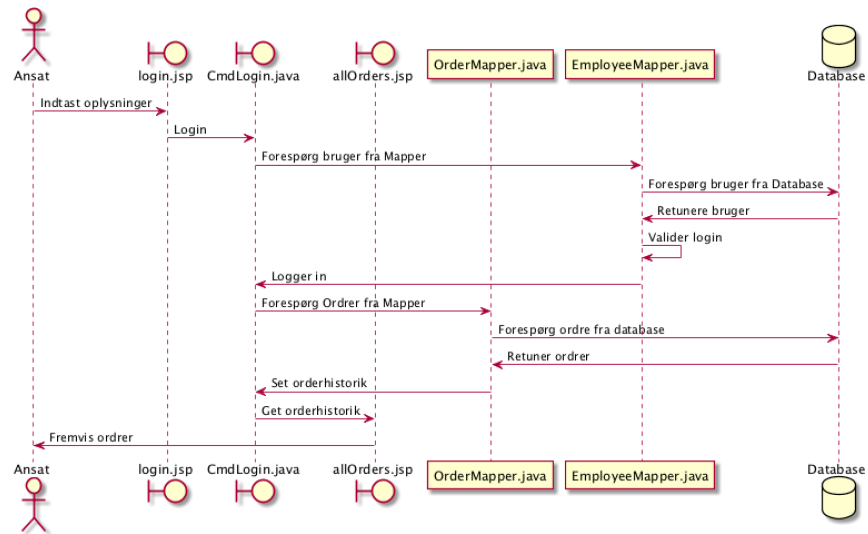 Ansat
login.jsp
CmdLogin.java
allOrders.jsp
OrderMapper.java
EmployeeMapper.java
Database
Indtast oplysninger
Login
Forespørg bruger fra Mapper
Forespørg bruger fra Database
Retunere bruger
Valider login
Logger in
Forespørg Ordrer fra Mapper
Forespørg ordre fra database
Retuner ordrer
Set orderhistorik
Get orderhistorik
Fremvis ordrer
Ansat
login.jsp
CmdLogin.java
allOrders.jsp
OrderMapper.java
EmployeeMapper.java
Database